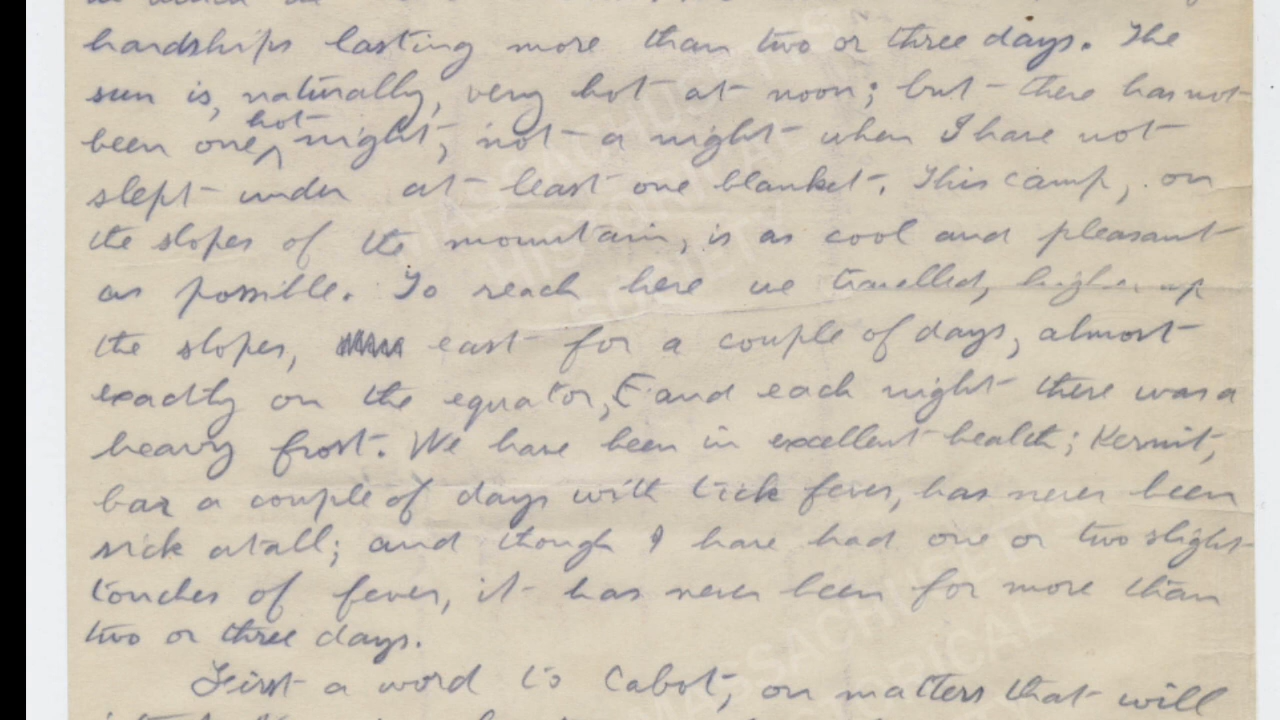 hardships lasting more than two or three days. The
sun is, naturally, very hot at noon; but there has not
been one hot night, not a night when I have not
slept under at least one blanket. This camp, on
the slopes of the mountain, is as cool and pleasant
as possible. To reach here we travelled, higher up
the slopes, east for a couple of days, almost
exactly on the equator, and each night there was a
heavy frost. We have been in excellent health; Kermit,
bar a couple of days with tick fever, has never been
sick at all; and though I have had one or two slight
touches of fever, it has never been for more than
two or three days.
First a word to Cabot, on matters that will
MASSACHUSETTS
HISTORICAL
SOCIETY
MASSACHUSETTS
HISTORICAL